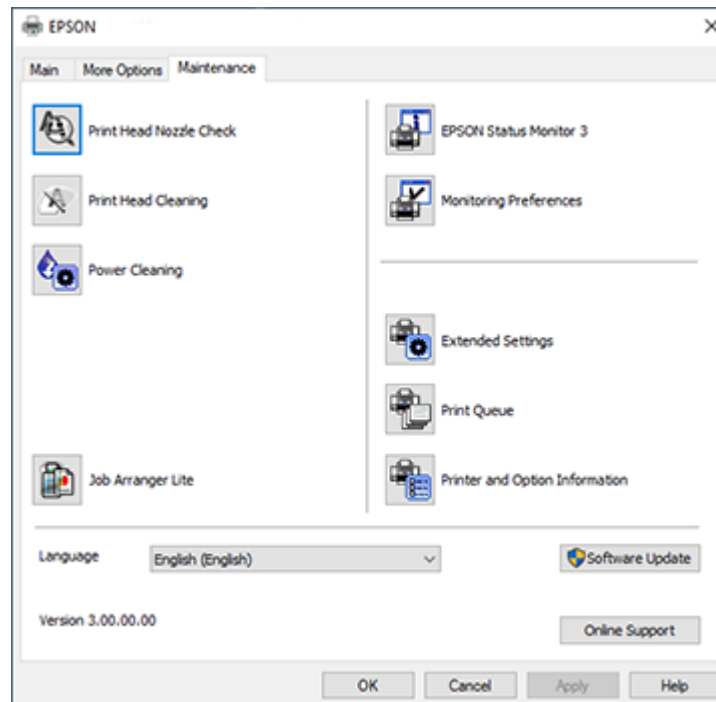 EPSON
Main More Options Maintenance
Print Head Nozzle Check
Print Head Cleaning
Power Cleaning
Job Arranger Lite
EPSON Status Monitor 3
Monitoring Preferences
Extended Settings
Print Queue
Printer and Option Information
Language English (English) Software Update
Version 3.00.00.00
Online Support
OK Cancel Apply Help